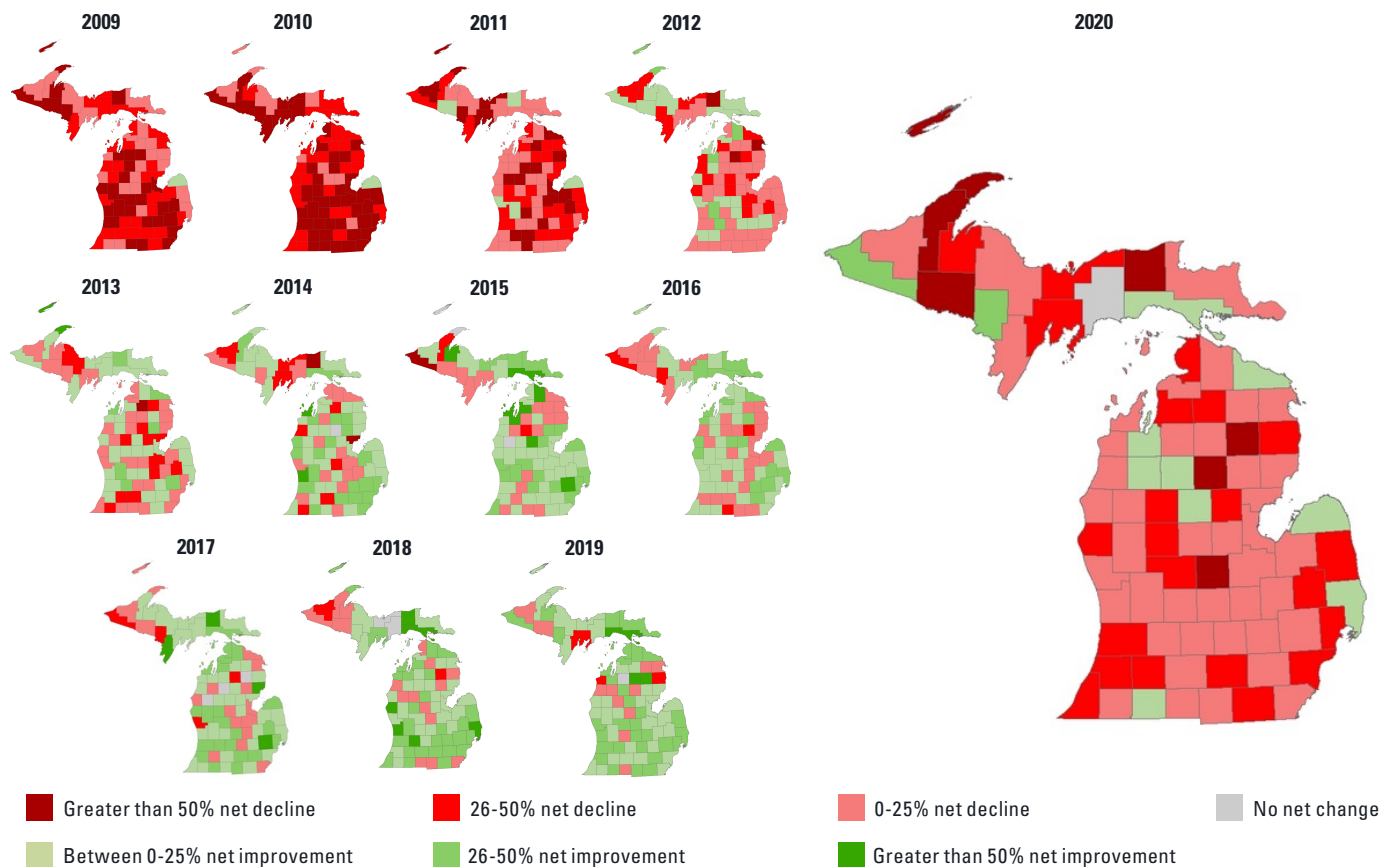 2009
2010
2011
2012
2020
2013
2014
2015
2016
2017
2018
2019
Greater than 50% net decline
26-50% net decline
0-25% net decline
No net change
Between 0-25% net improvement
26-50% net improvement
Greater than 50% net improvement